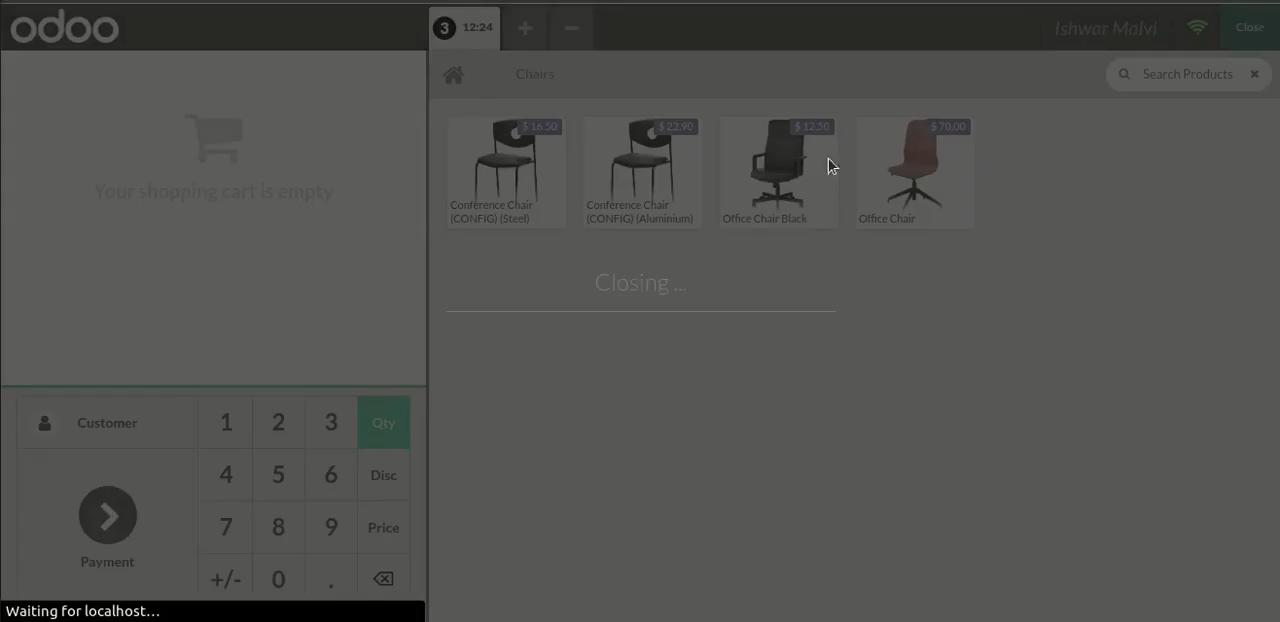 odoo
3 12:24 + −
Ishwar Malvi
Close
Chairs
Search Products ×
$ 16.50
Conference Chair
(CONFIG) (Steel)
$ 22.90
Conference Chair
(CONFIG) (Aluminium)
$ 12.50
Office Chair Black
$ 70.00
Office Chair
Your shopping cart is empty
Closing ...
Customer
1 2 3 Qty
4 5 6 Disc
7 8 9 Price
+/- 0 .
Payment
Waiting for localhost...